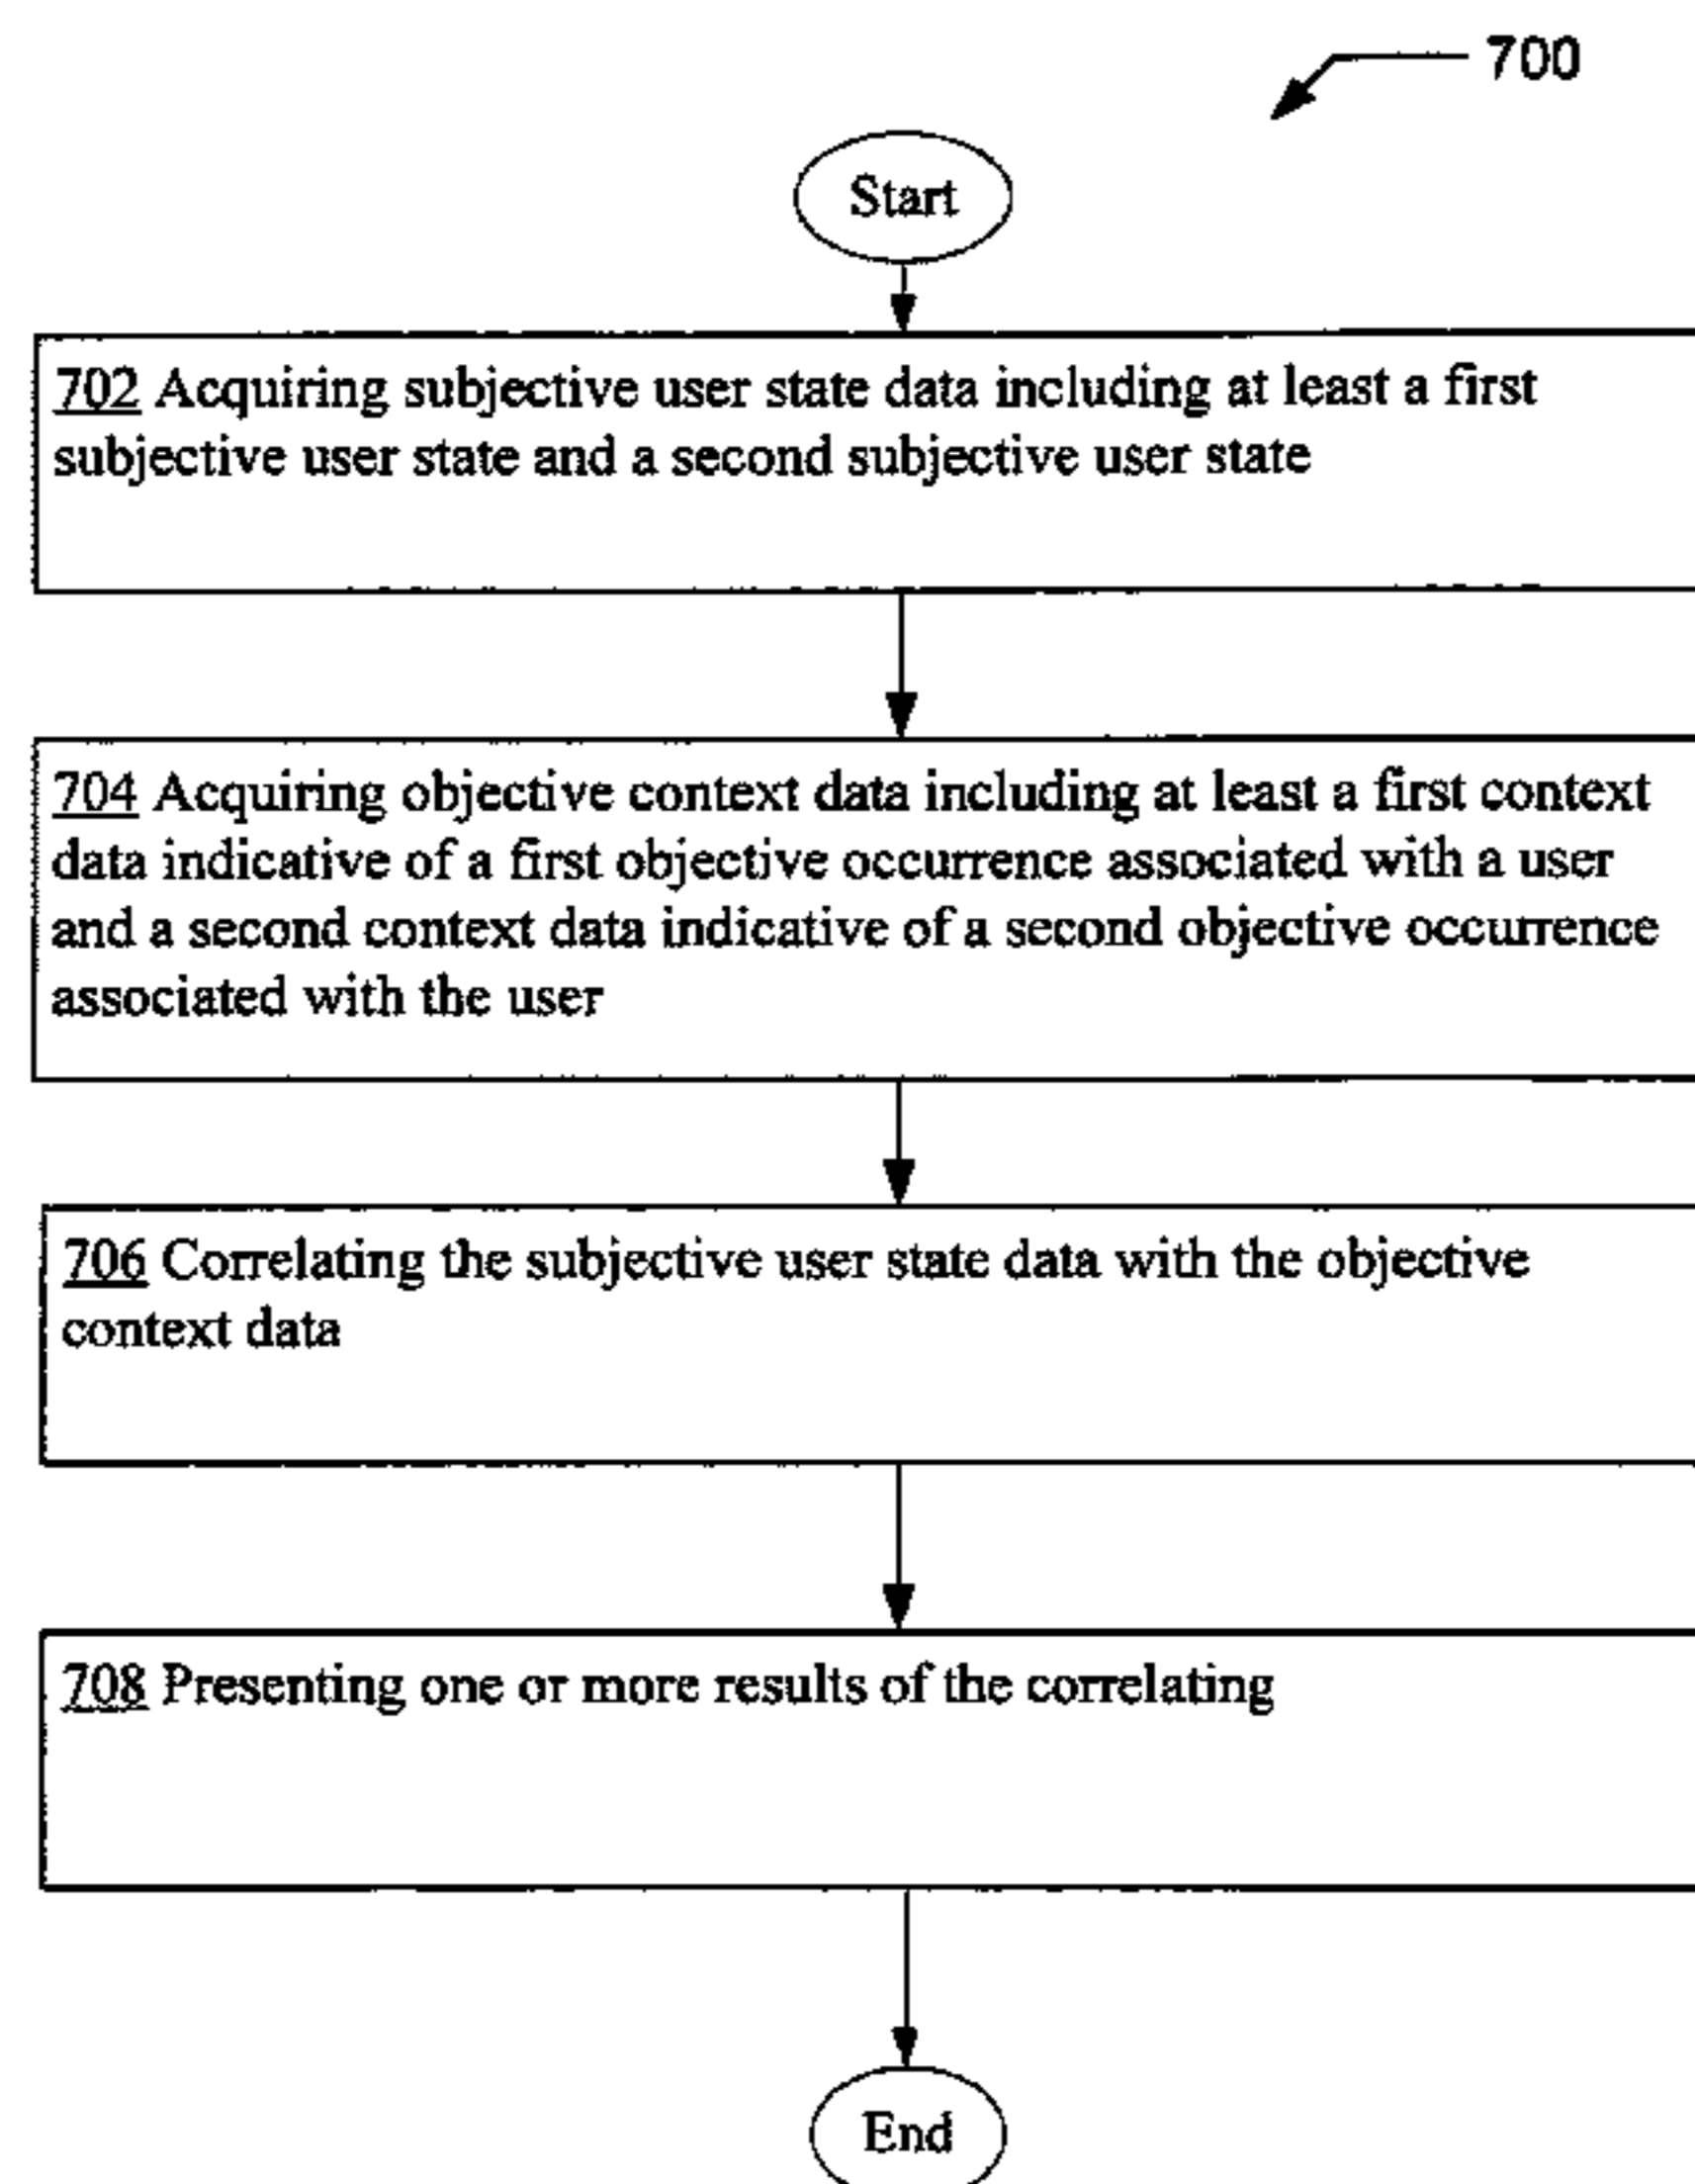 700
Start
702 Acquiring subjective user state data including at least a first
subjective user state and a second subjective user state
704 Acquiring objective context data including at least a first context
data indicative of a first objective occurrence associated with a user
and a second context data indicative of a second objective occurrence
associated with the user
706 Correlating the subjective user state data with the objective
context data
708 Presenting one or more results of the correlating
End